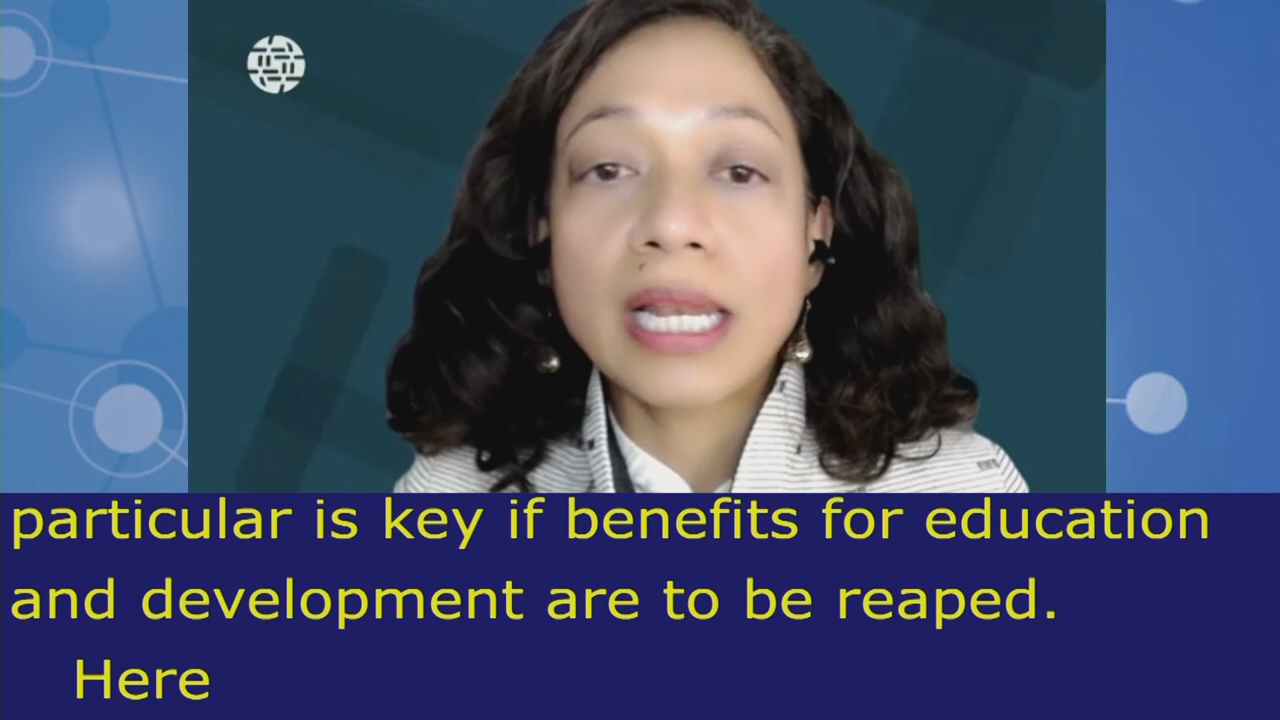 particular is key if benefits for education
and development are to be reaped.
Here